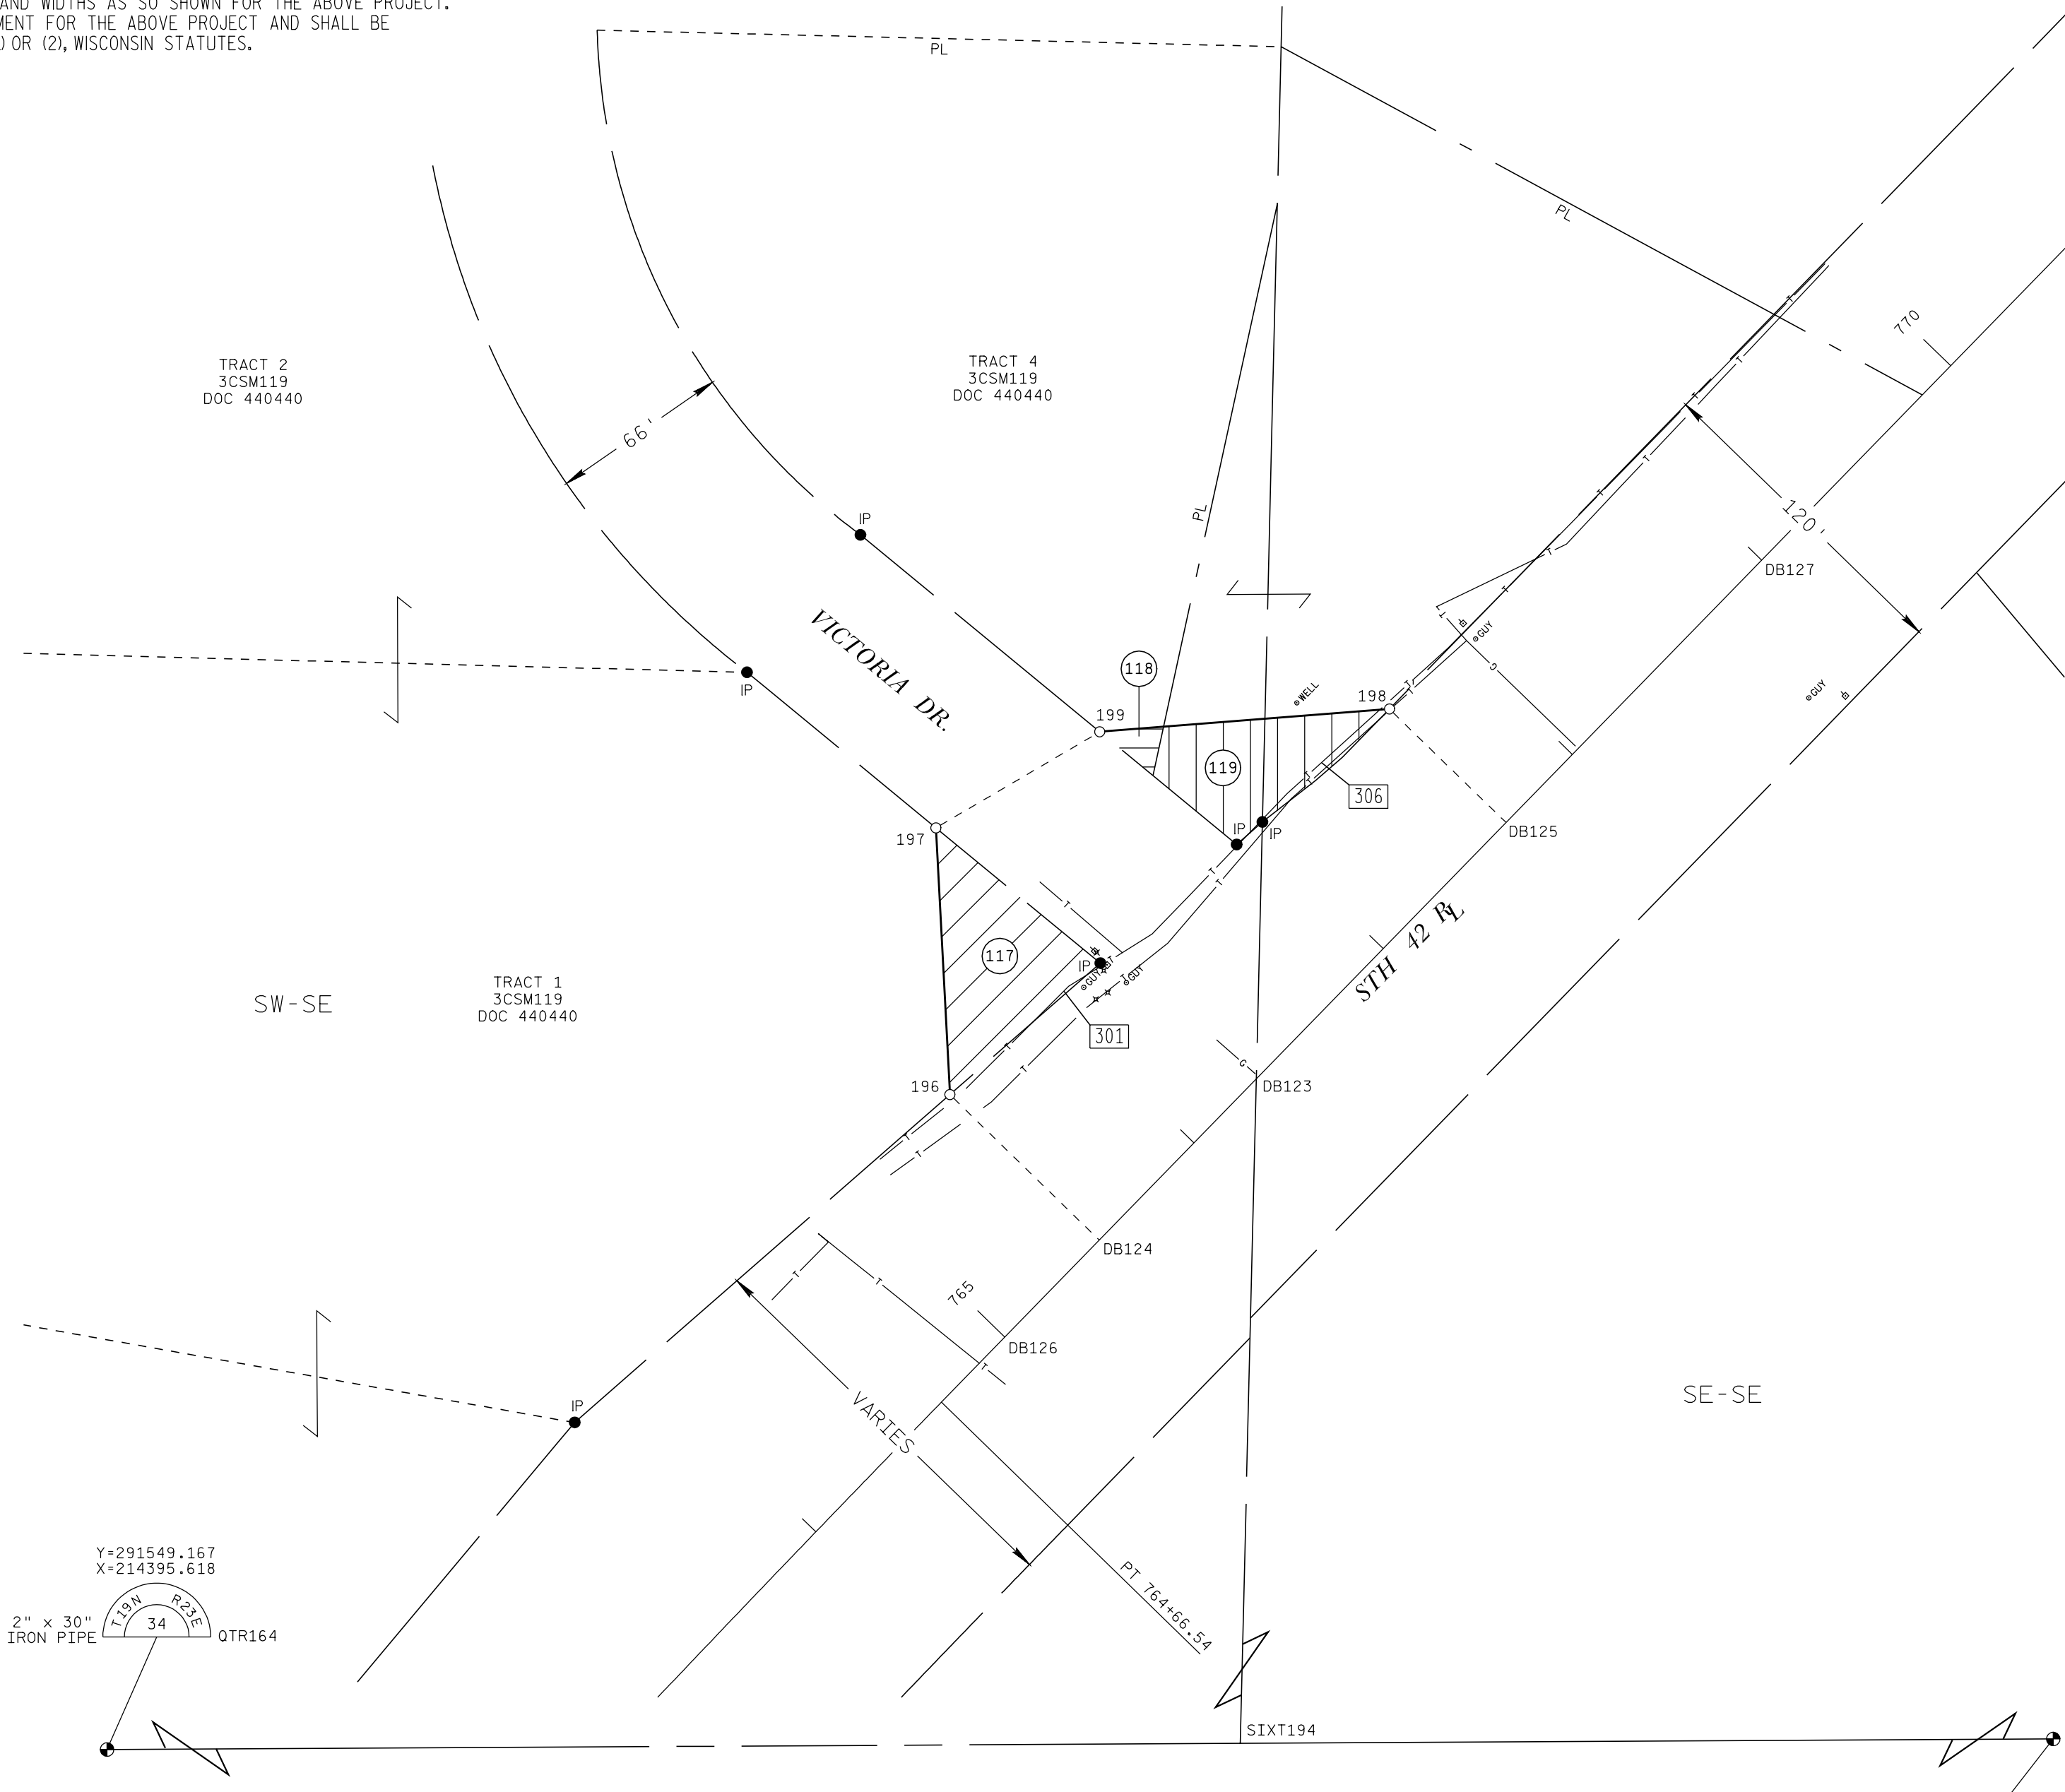 AND WIDTHS AS SO SHOWN FOR THE ABOVE PROJECT.
MENT FOR THE ABOVE PROJECT AND SHALL BE
) OR (2), WISCONSIN STATUTES.
PL
PL
770
TRACT 2
3CSM119
DOC 440440
TRACT 4
3CSM119
DOC 440440
66'
T
T
T
T
T
120'
PL
IP
T
T
DB127
T
VICTORIA DR.
IP
GUY
G
118
WELL
198
GUY
199
T
T
119
T
T
306
197
IP
IP
DB125
T
T
STH 42 RL
T
117
IP
T
GUY
T
GUY
TRACT 1
3CSM119
DOC 440440
SW-SE
301
T
T
G
196
DB123
T
T
DB124
T
T
765
DB126
T
VARIES
SE-SE
IP
PT 764+66.54
Y=291549.167
X=214395.618
T19N R23E
34
2" x 30"
IRON PIPE
QTR164
SIXT194